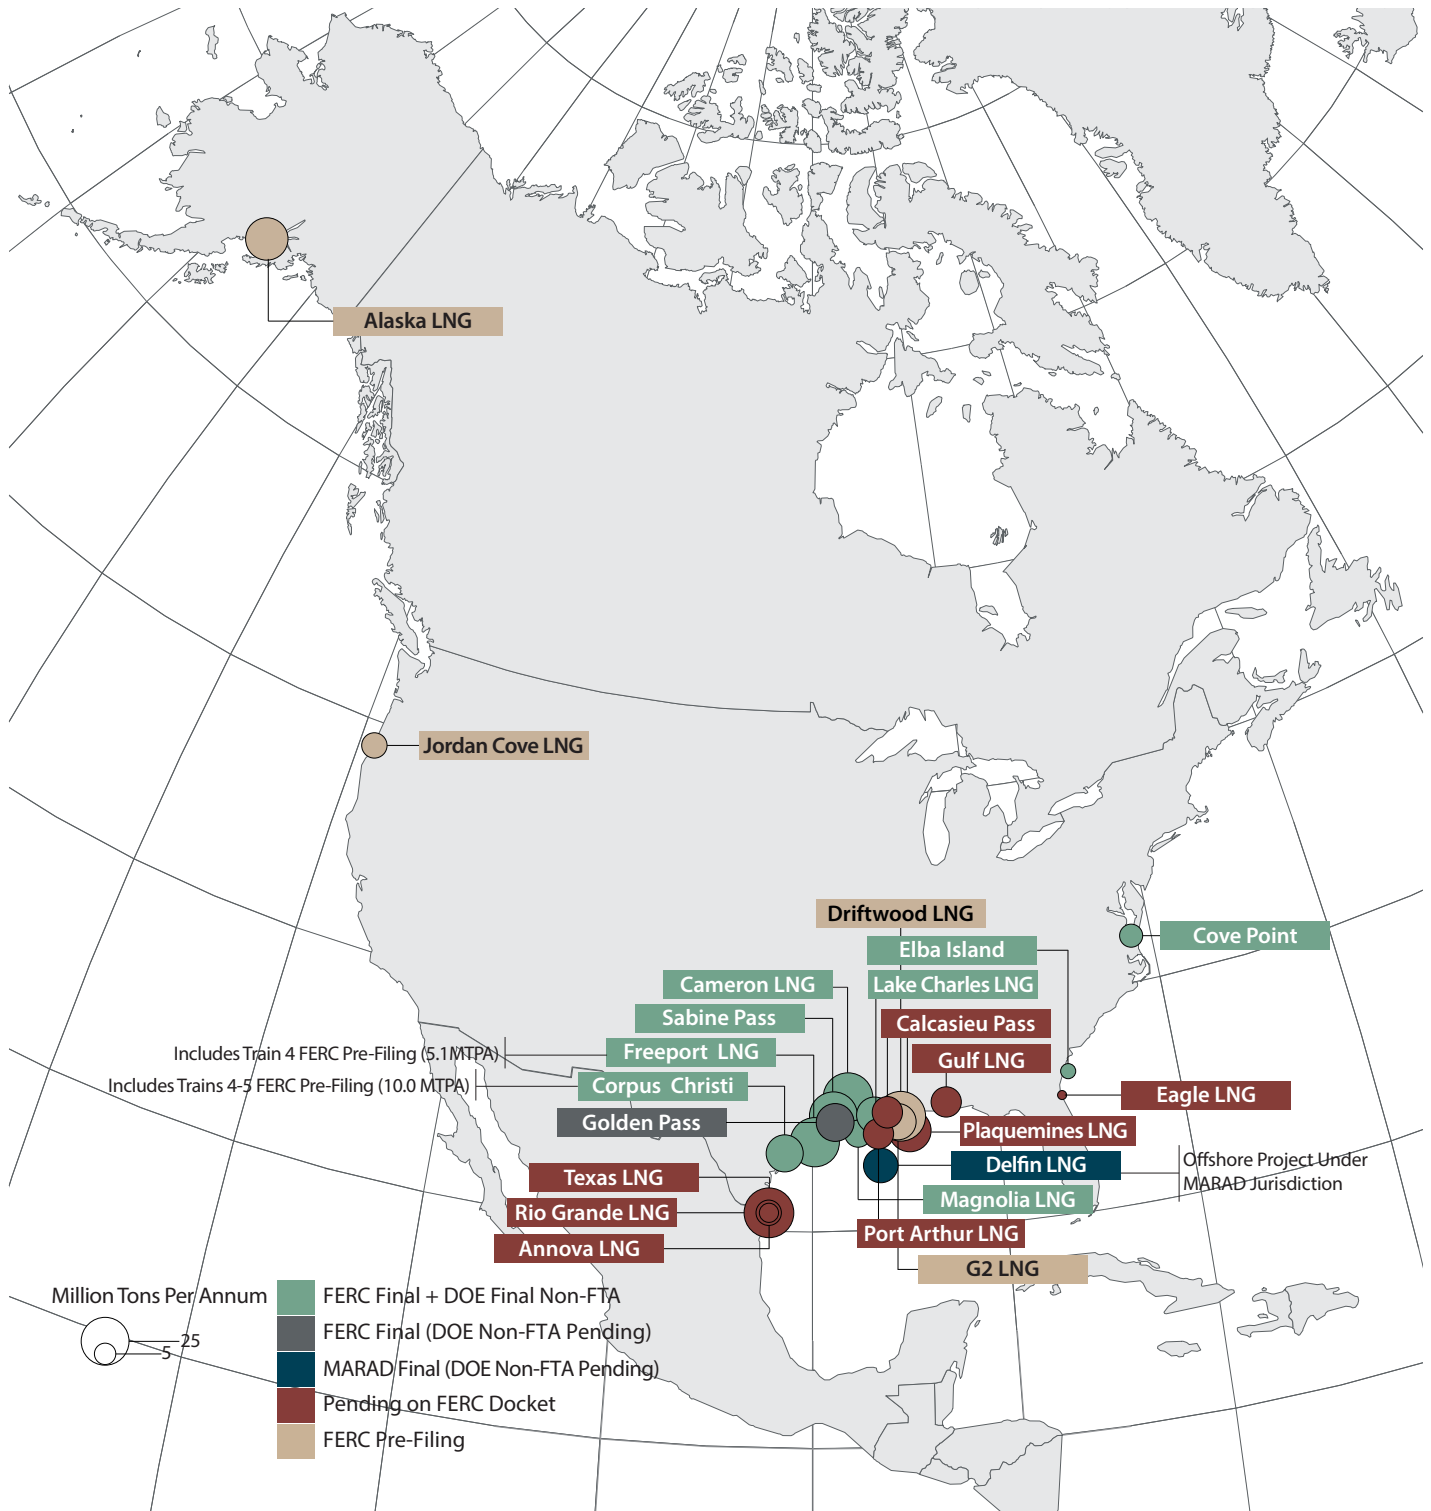 Alaska LNG
Jordan Cove LNG
Driftwood LNG
Cove Point
Elba Island
Cameron LNG
Lake Charles LNG
Sabine Pass
Calcasieu Pass
Includes Train 4 FERC Pre-Filing (5.1MTPA)
Freeport LNG
Gulf LNG
Includes Trains 4-5 FERC Pre-Filing (10.0 MTPA)
Corpus Christi
Eagle LNG
Golden Pass
Plaquemines LNG
Delfin LNG
Offshore Project Under
MARAD Jurisdiction
Texas LNG
Magnolia LNG
Rio Grande LNG
Port Arthur LNG
Annova LNG
G2 LNG
Million Tons Per Annum
25
5
FERC Final + DOE Final Non-FTA
FERC Final (DOE Non-FTA Pending)
MARAD Final (DOE Non-FTA Pending)
Pending on FERC Docket
FERC Pre-Filing